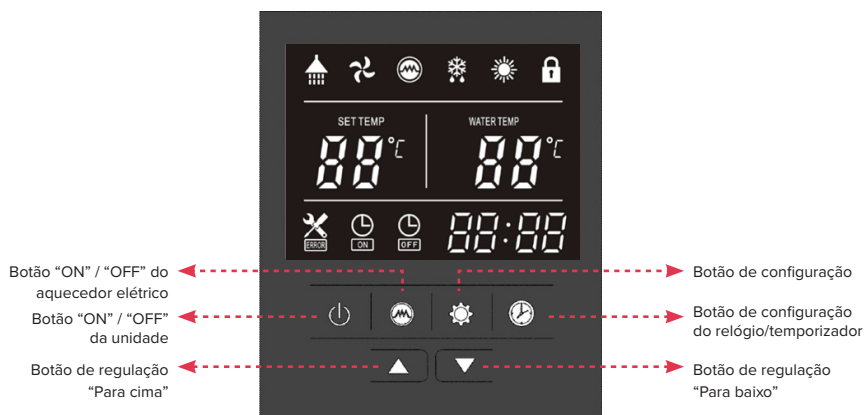 SET TEMP
WATER TEMP
88°C
88°C
ERROR
ON
OFF
88:88
Botão “ON” / “OFF” do
aquecedor elétrico
Botão “ON” / “OFF”
da unidade
Botão de regulação
“Para cima”
Botão de configuração
Botão de configuração
do relógio/temporizador
Botão de regulação
“Para baixo”